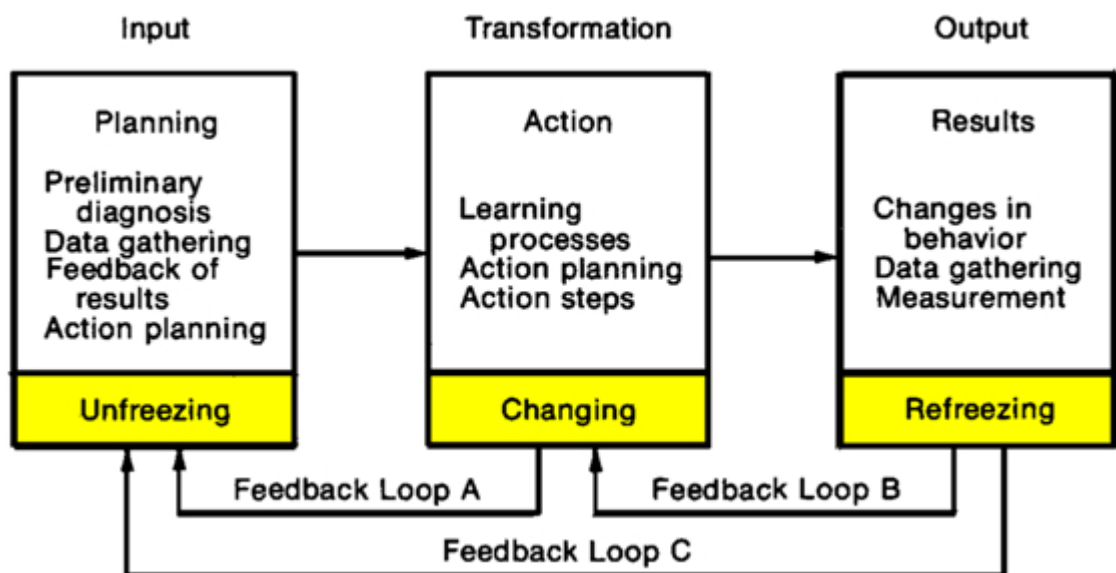 Input
Transformation
Output
Planning
Preliminary
diagnosis
Data gathering
Feedback of
results
Action planning
Unfreezing
Action
Learning
processes
Action planning
Action steps
Changing
Results
Changes in
behavior
Data gathering
Measurement
Refreezing
Feedback Loop A
Feedback Loop B
Feedback Loop C